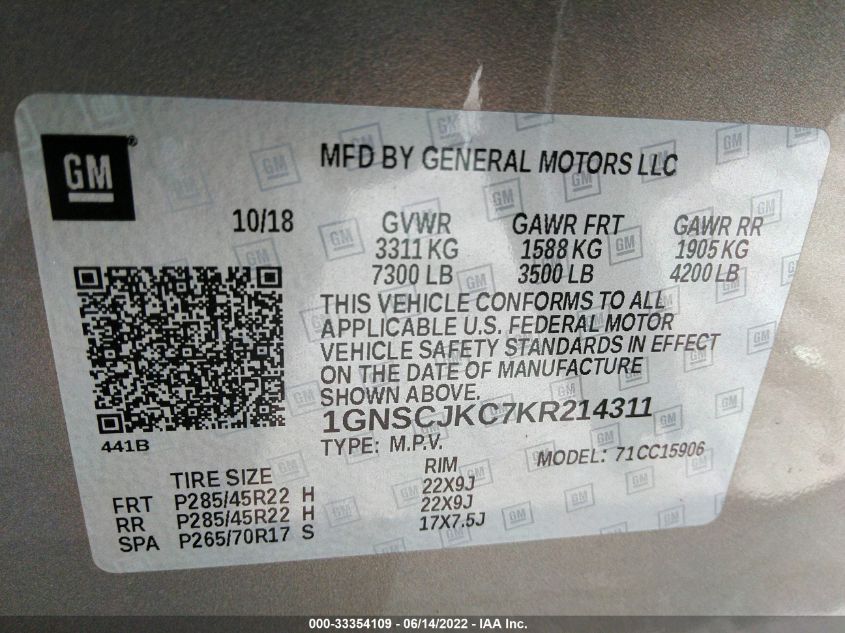 GM
MFD BY GENERAL MOTORS LLC
10/18 GVWR GAWR FRT GAWR RR
3311 KG 1588 KG 1905 KG
7300 LB 3500 LB 4200 LB
THIS VEHICLE CONFORMS TO ALL
APPLICABLE U.S. FEDERAL MOTOR
VEHICLE SAFETY STANDARDS IN EFFECT
ON THE DATE OF MANUFACTURE
SHOWN ABOVE.
1GNSCJKC7KR214311
441B
TYPE: M.P.V. MODEL: 71CC15906
TIRE SIZE RIM
FRT P285/45R22 H 22X9J
RR P285/45R22 H 22X9J
SPA P265/70R17 S 17X7.5J
000-33354109 - 06/14/2022 - IAA Inc.